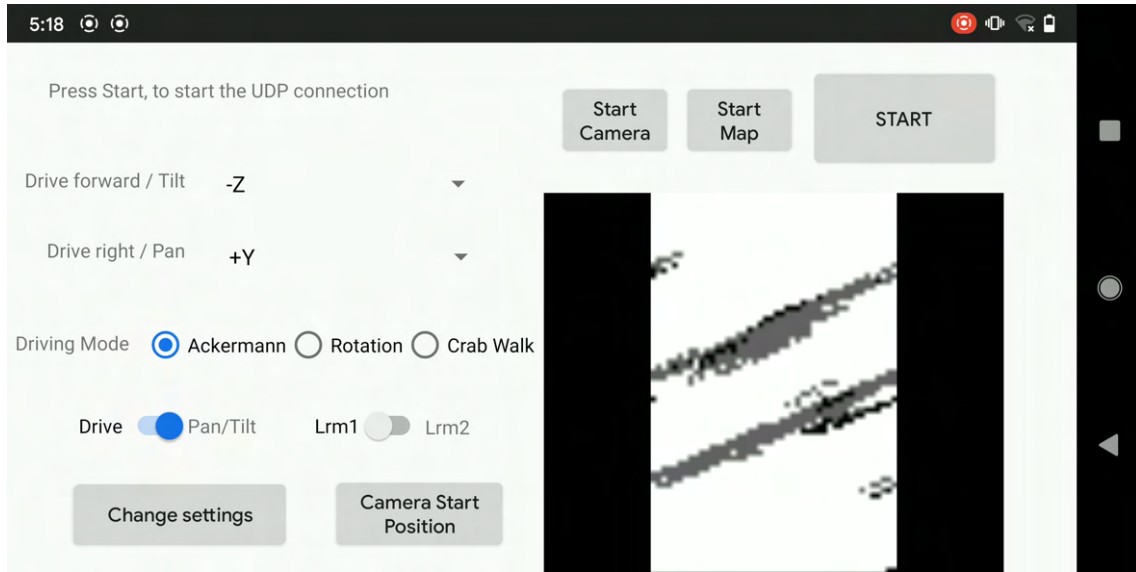 5:18
Press Start, to start the UDP connection
Start
Camera
Start
Map
START
Drive forward / Tilt
-Z
Drive right / Pan
+Y
Driving Mode
Ackermann
Rotation
Crab Walk
Drive
Pan/Tilt
Lrm1
Lrm2
Change settings
Camera Start
Position